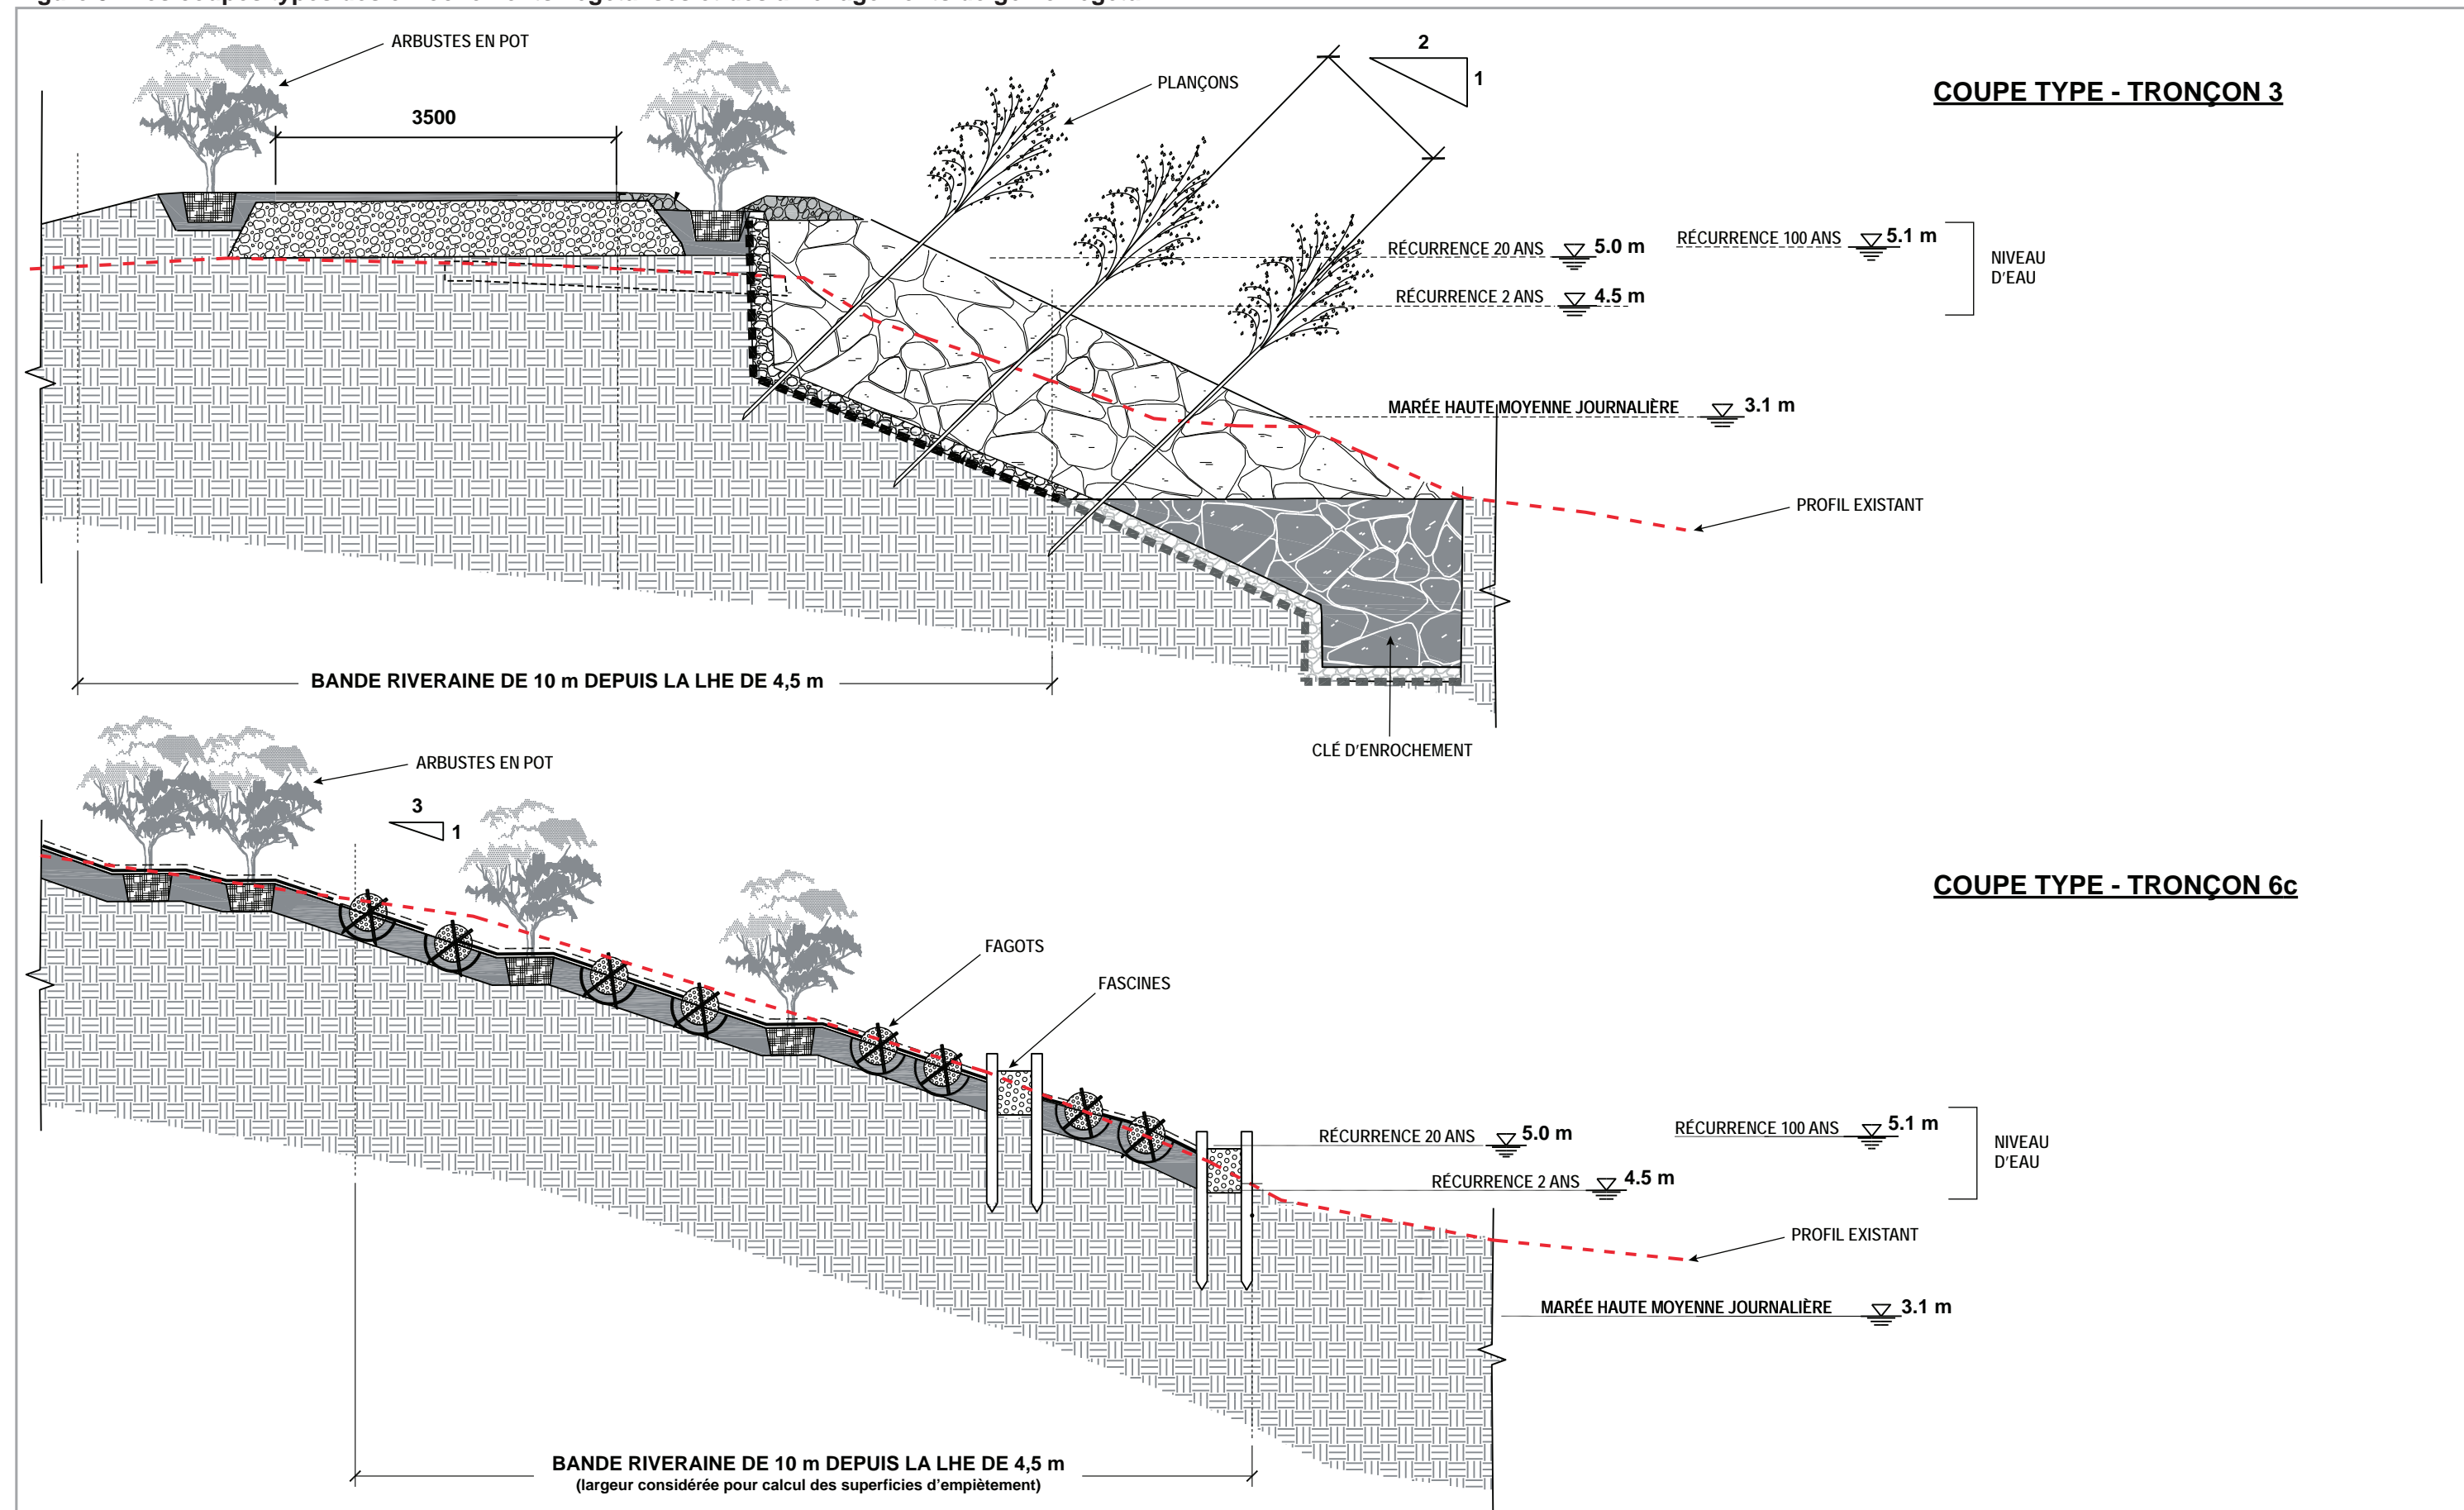 ARBUSTES EN POT
3500
PLANÇONS
2
1
COUPE TYPE - TRONÇON 3
RÉCURRENCE 20 ANS 5.0 m
RÉCURRENCE 100 ANS 5.1 m
NIVEAU
D'EAU
RÉCURRENCE 2 ANS 4.5 m
MARÉE HAUTE MOYENNE JOURNALIÈRE 3.1 m
PROFIL EXISTANT
BANDE RIVERAINE DE 10 m DEPUIS LA LHE DE 4,5 m
CLÉ D'ENROCHEMENT
ARBUSTES EN POT
3
1
COUPE TYPE - TRONÇON 6c
FAGOTS
FASCINES
RÉCURRENCE 20 ANS 5.0 m
RÉCURRENCE 100 ANS 5.1 m
NIVEAU
D'EAU
RÉCURRENCE 2 ANS 4.5 m
PROFIL EXISTANT
MARÉE HAUTE MOYENNE JOURNALIÈRE 3.1 m
BANDE RIVERAINE DE 10 m DEPUIS LA LHE DE 4,5 m
(largeur considérée pour calcul des superficies d'empiètement)